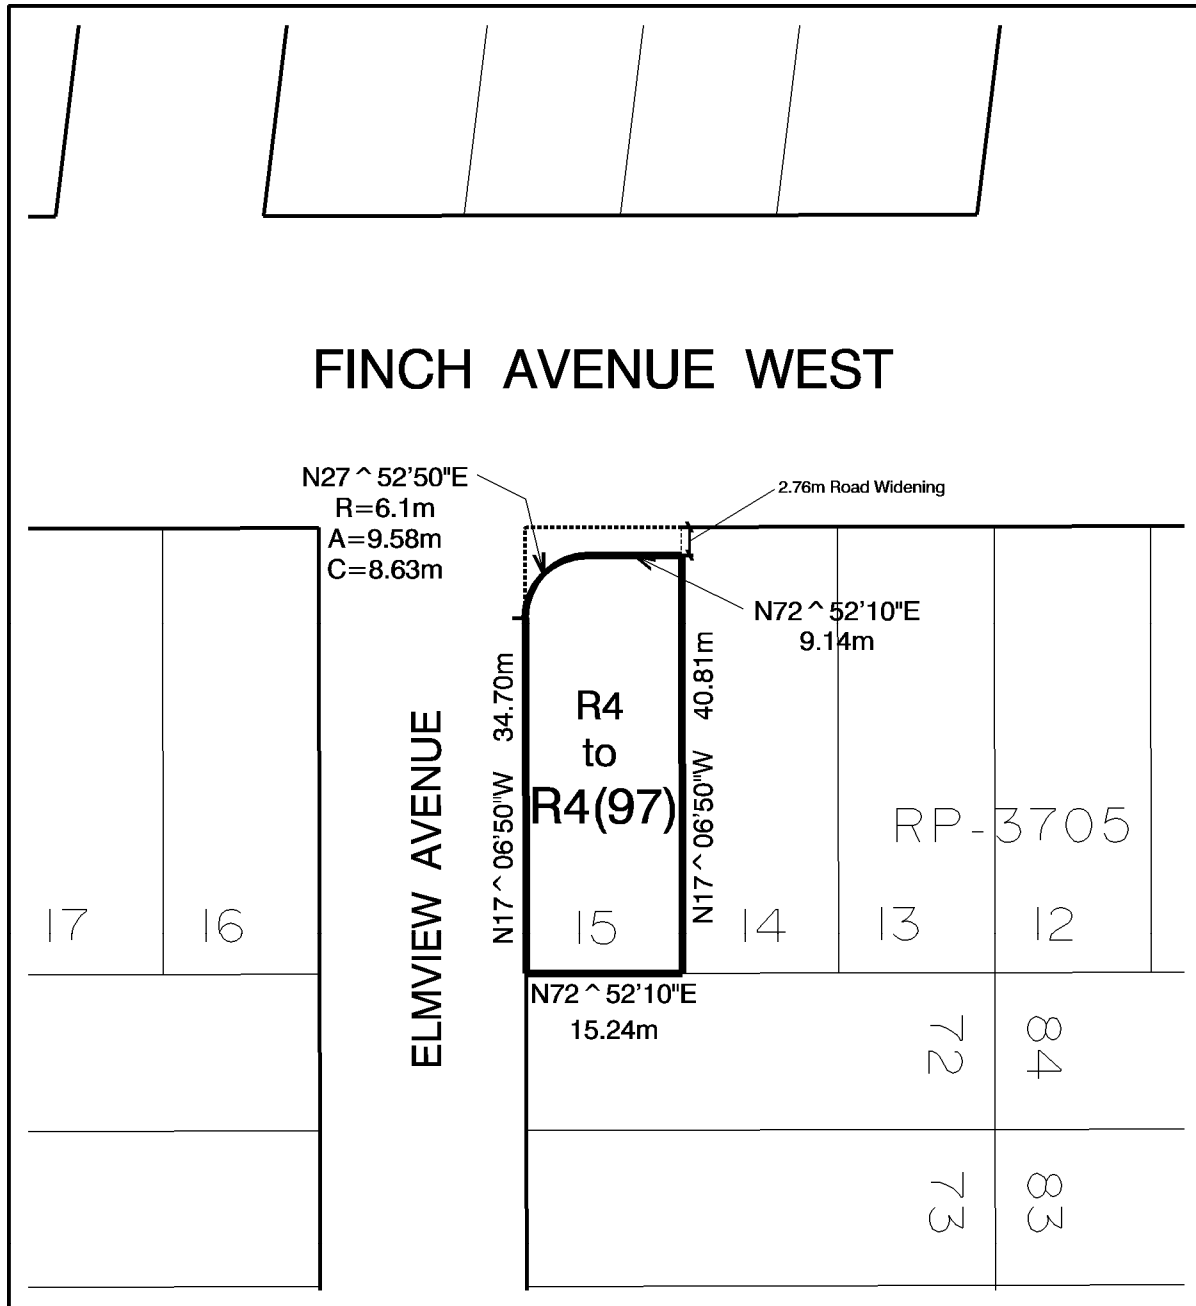 FINCH AVENUE WEST
N27^52'50"E
R=6.1m
A=9.58m
C=8.63m
2.76m Road Widening
N72^52'10"E
9.14m
ELMVIEW AVENUE
N17^06'50"W 34.70m
R4
to
R4(97)
N17^06'50"W 40.81m
RP-3705
17
16
15
14
13
12
N72^52'10"E
15.24m
72
84
73
83